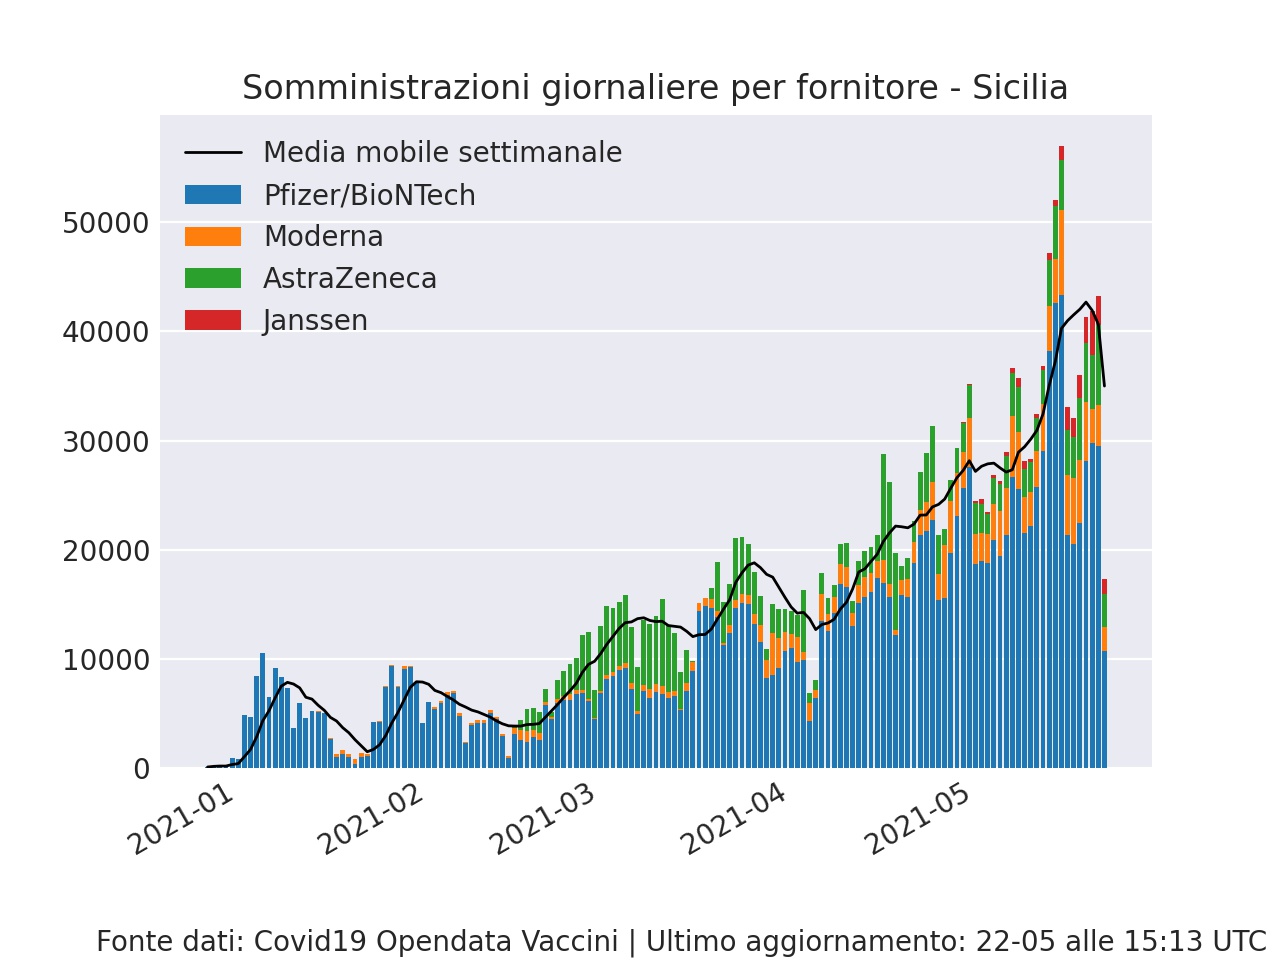 Somministrazioni giornaliere per fornitore - Sicilia
Media mobile settimanale
Pfizer/BioNTech
Moderna
AstraZeneca
Janssen
50000
40000
30000
20000
10000
0
2021-01
2021-02
2021-03
2021-04
2021-05
Fonte dati: Covid19 Opendata Vaccini | Ultimo aggiornamento: 22-05 alle 15:13 UTC